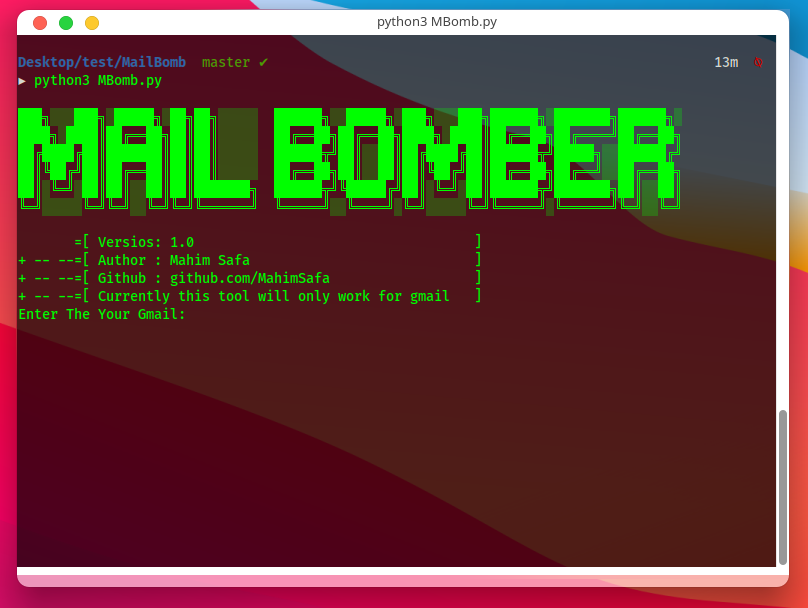 python3 MBomb.py
Desktop/test/MailBomb master ✔ 13m
▶ python3 MBomb.py
MAIL BOMBER
=[ Versios: 1.0 ]
+ -- --=[ Author : Mahim Safa ]
+ -- --=[ Github : github.com/MahimSafa ]
+ -- --=[ Currently this tool will only work for gmail ]
Enter The Your Gmail: